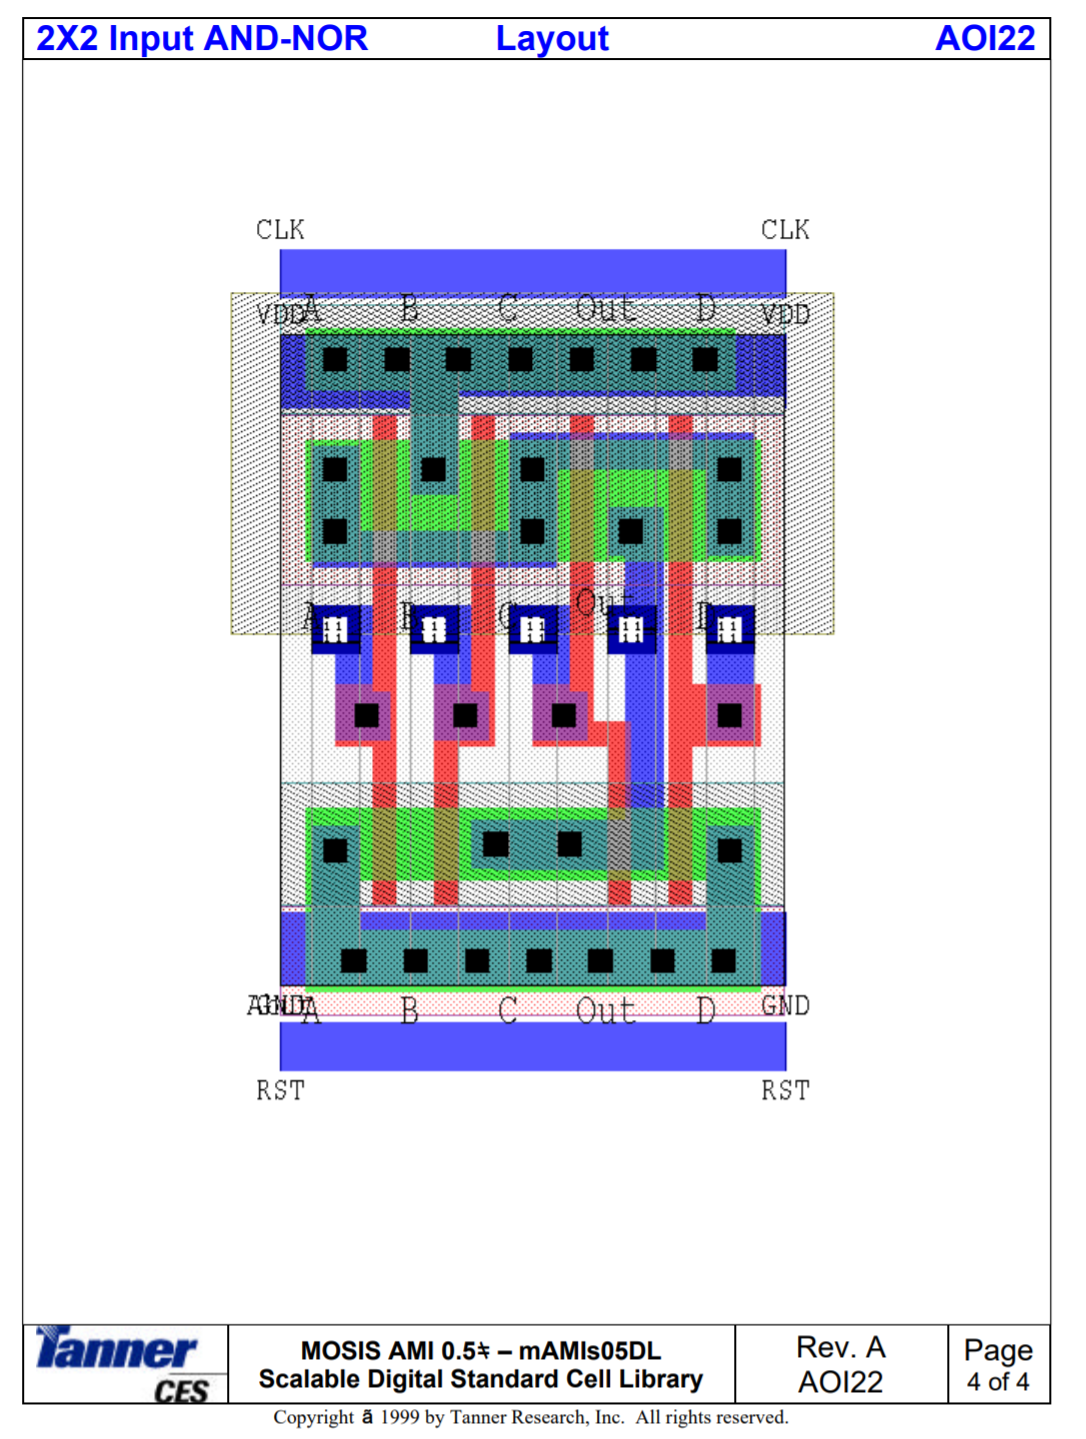 2X2 Input AND-NOR Layout AOI22
CLK CLK
VDD A B C Out D VDD
A B C Out D
GND A B C Out D GND
RST RST
Tanner CES
MOSIS AMI 0.5 – mAMIs05DL
Scalable Digital Standard Cell Library
Rev. A
AOI22
Page
4 of 4
Copyright ã 1999 by Tanner Research, Inc. All rights reserved.